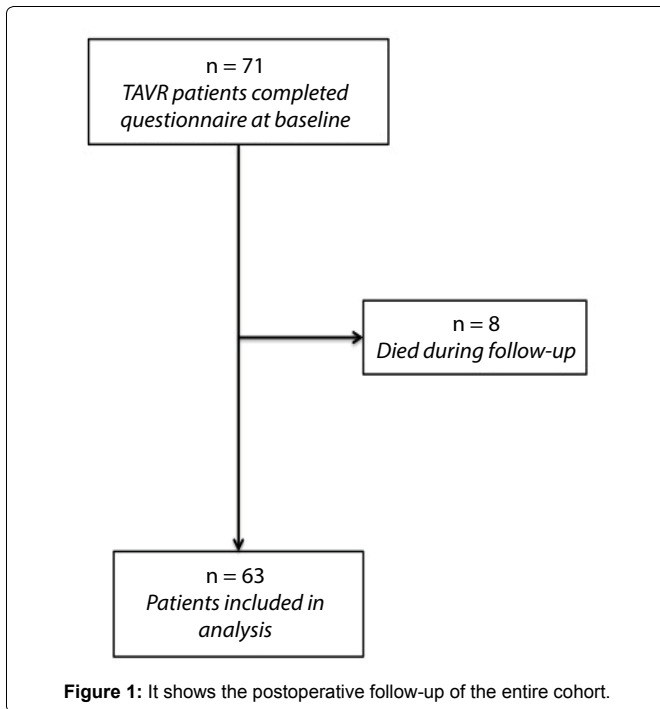 n = 71
TAVR patients completed
questionnaire at baseline
n = 8
Died during follow-up
n = 63
Patients included in
analysis
Figure 1: It shows the postoperative follow-up of the entire cohort.